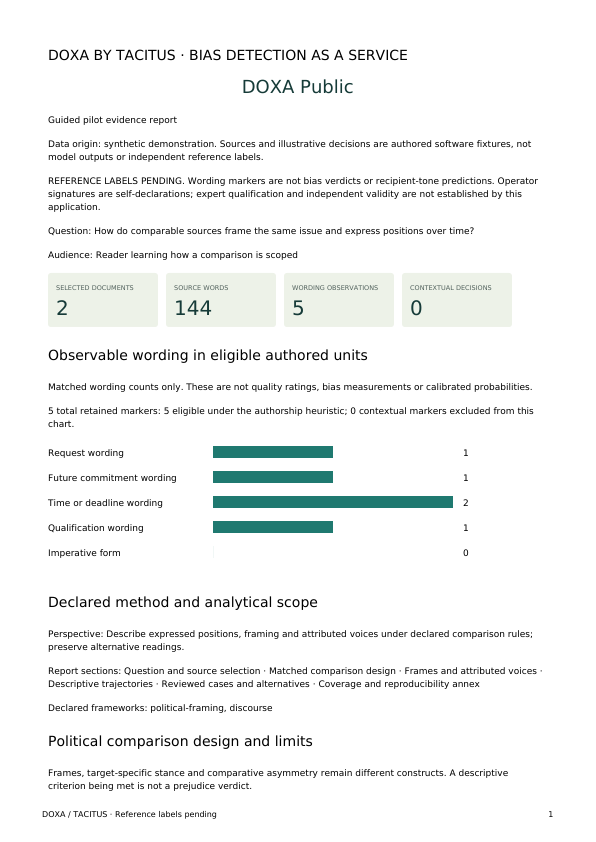 DOXA BY TACITUS · BIAS DETECTION AS A SERVICE
DOXA Public
Guided pilot evidence report
Data origin: synthetic demonstration. Sources and illustrative decisions are authored software fixtures, not
model outputs or independent reference labels.
REFERENCE LABELS PENDING. Wording markers are not bias verdicts or recipient-tone predictions. Operator
signatures are self-declarations; expert qualification and independent validity are not established by this
application.
Question: How do comparable sources frame the same issue and express positions over time?
Audience: Reader learning how a comparison is scoped
SELECTED DOCUMENTS
2
SOURCE WORDS
144
WORDING OBSERVATIONS
5
CONTEXTUAL DECISIONS
0
Observable wording in eligible authored units
Matched wording counts only. These are not quality ratings, bias measurements or calibrated probabilities.
5 total retained markers: 5 eligible under the authorship heuristic; 0 contextual markers excluded from this
chart.
Request wording 1
Future commitment wording 1
Time or deadline wording 2
Qualification wording 1
Imperative form 0
Declared method and analytical scope
Perspective: Describe expressed positions, framing and attributed voices under declared comparison rules;
preserve alternative readings.
Report sections: Question and source selection · Matched comparison design · Frames and attributed voices ·
Descriptive trajectories · Reviewed cases and alternatives · Coverage and reproducibility annex
Declared frameworks: political-framing, discourse
Political comparison design and limits
Frames, target-specific stance and comparative asymmetry remain different constructs. A descriptive
criterion being met is not a prejudice verdict.
DOXA / TACITUS · Reference labels pending 1